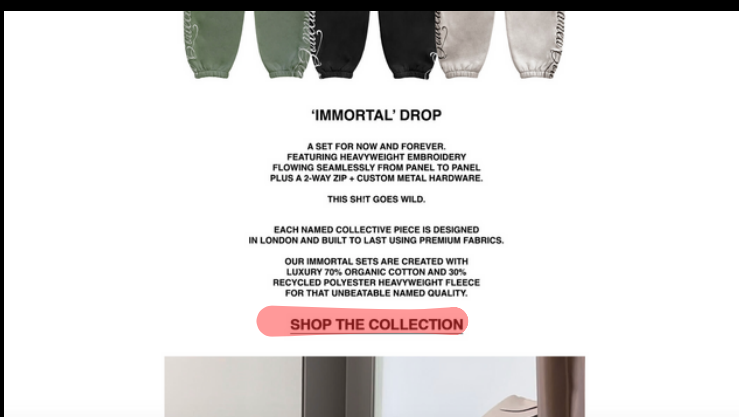 ‘IMMORTAL’ DROP
A SET FOR NOW AND FOREVER.
FEATURING HEAVYWEIGHT EMBROIDERY
FLOWING SEAMLESSLY FROM PANEL TO PANEL
PLUS A 2-WAY ZIP + CUSTOM METAL HARDWARE.
THIS SH!T GOES WILD.
EACH NAMED COLLECTIVE PIECE IS DESIGNED
IN LONDON AND BUILT TO LAST USING PREMIUM FABRICS.
OUR IMMORTAL SETS ARE CREATED WITH
LUXURY 70% ORGANIC COTTON AND 30%
RECYCLED POLYESTER HEAVYWEIGHT FLEECE
FOR THAT UNBEATABLE NAMED QUALITY.
SHOP THE COLLECTION